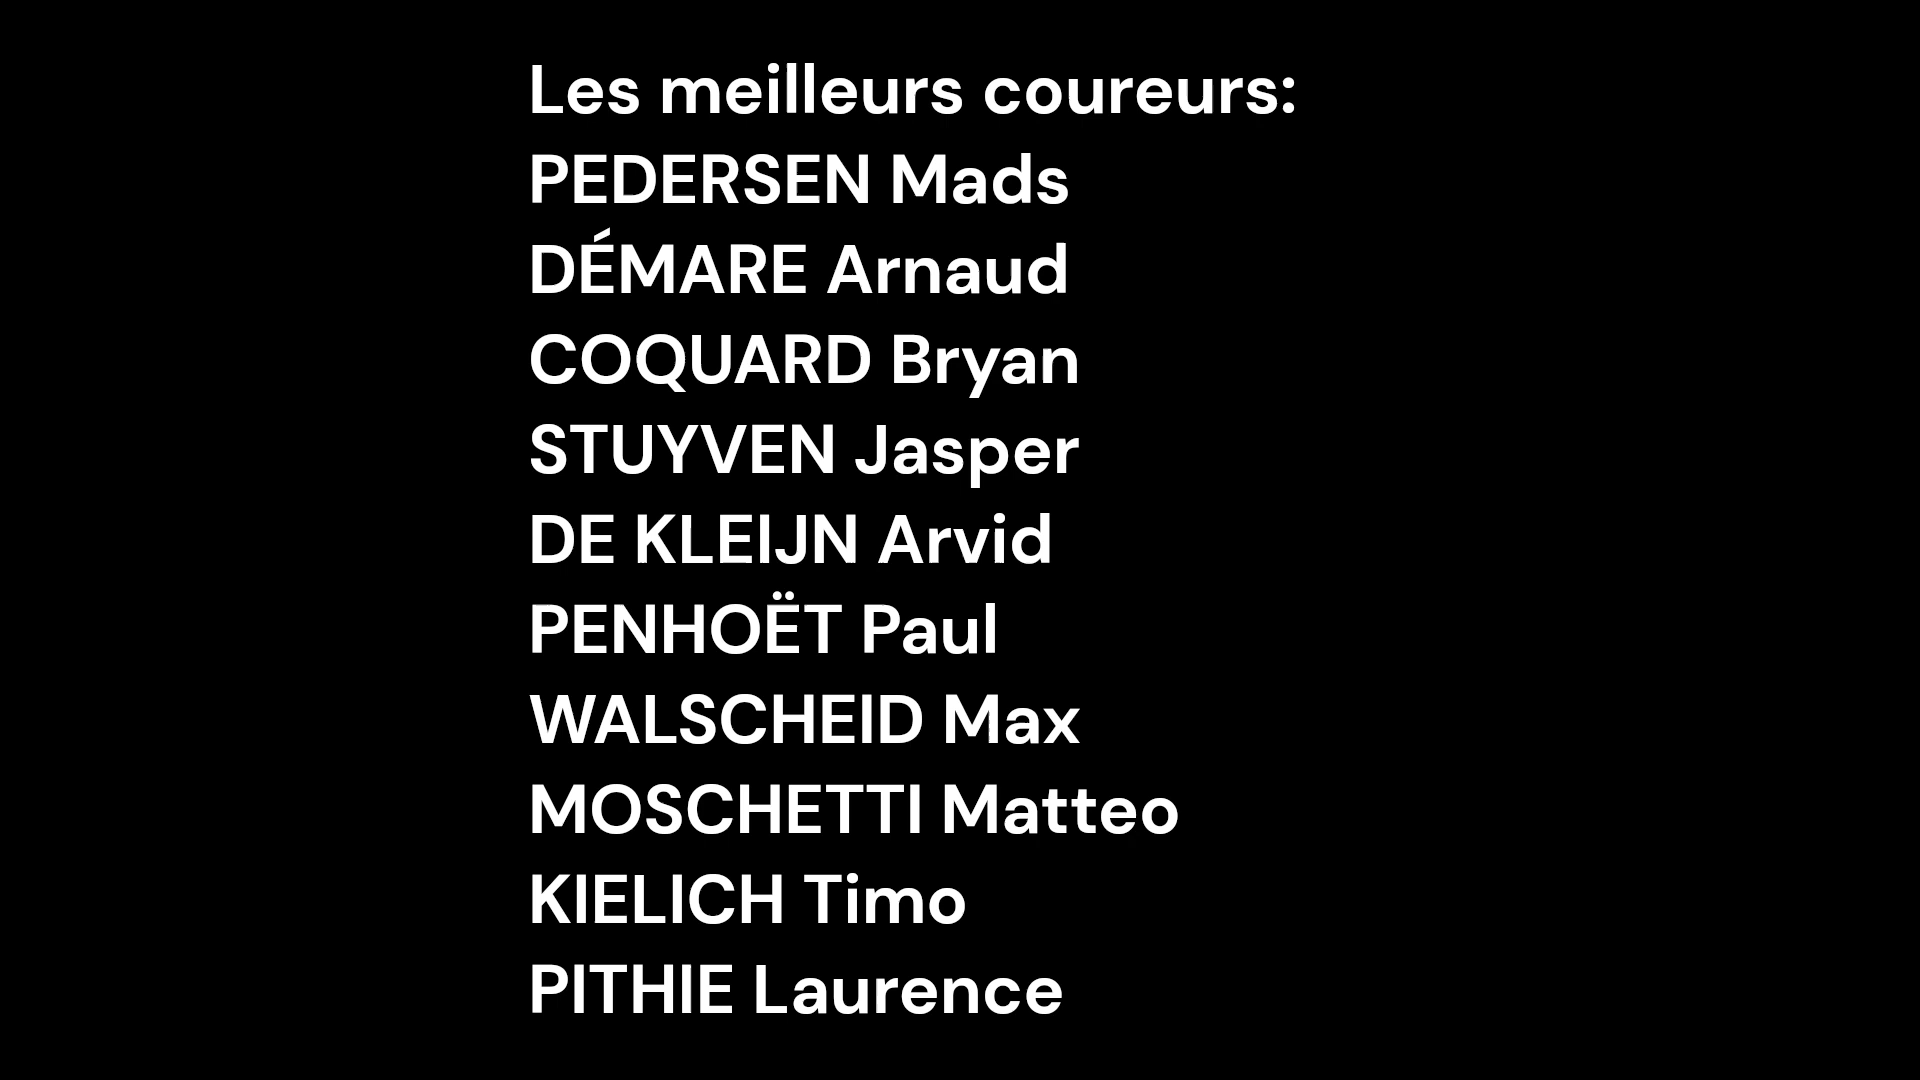 Les meilleurs coureurs:
PEDERSEN Mads
DÉMARE Arnaud
COQUARD Bryan
STUYVEN Jasper
DE KLEIJN Arvid
PENHOËT Paul
WALSCHEID Max
MOSCHETTI Matteo
KIELICH Timo
PITHIE Laurence